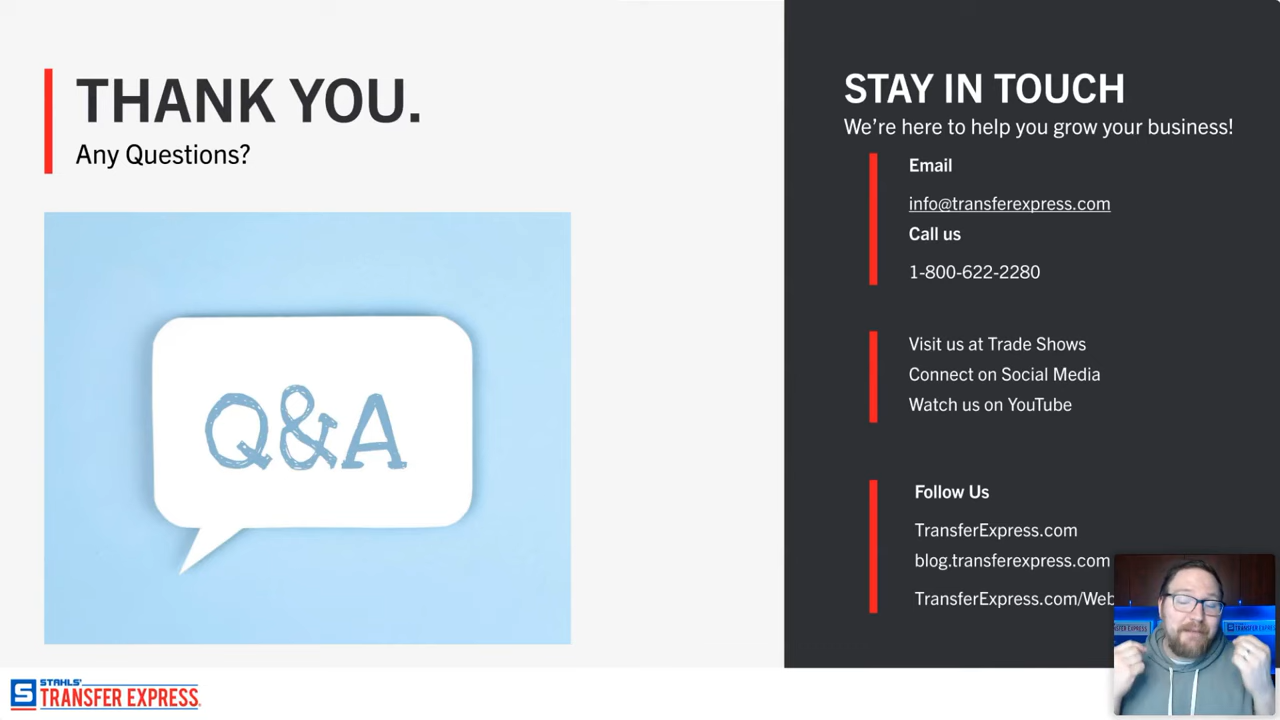 THANK YOU.
Any Questions?
Q&A
STAY IN TOUCH
We're here to help you grow your business!
Email
info@transferexpress.com
Call us
1-800-622-2280
Visit us at Trade Shows
Connect on Social Media
Watch us on YouTube
Follow Us
TransferExpress.com
blog.transferexpress.com
TransferExpress.com/Web
S STAHLS'
TRANSFER EXPRESS
TRANSFER EXPRESS